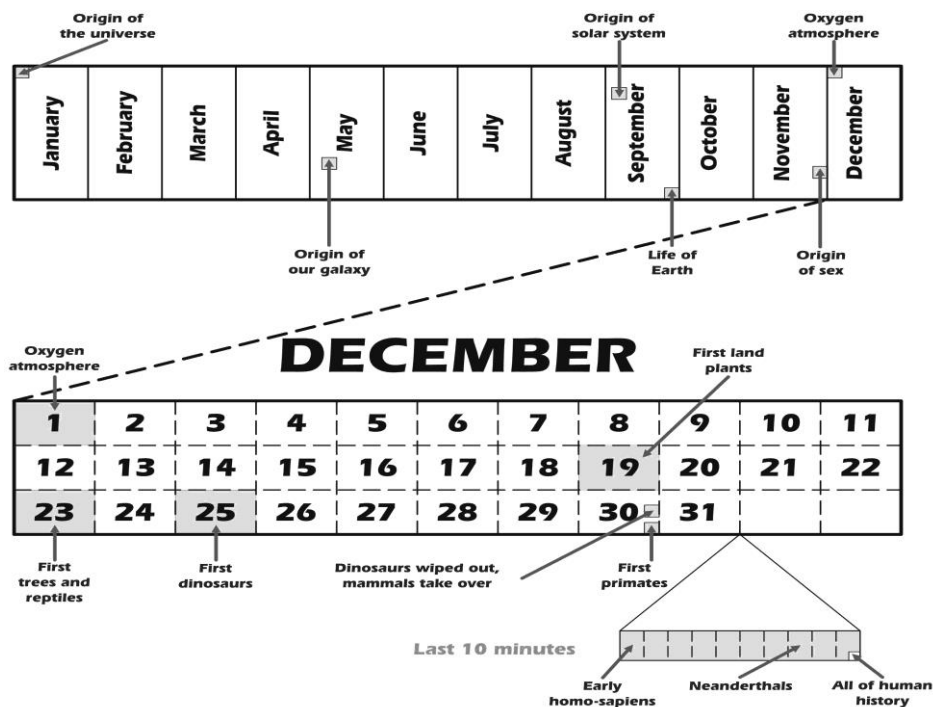 Origin of
the universe
Origin of
solar system
Oxygen
atmosphere
January
February
March
April
May
June
July
August
September
October
November
December
Origin of
our galaxy
Life of
Earth
Origin
of sex
DECEMBER
Oxygen
atmosphere
First land
plants
1 2 3 4 5 6 7 8 9 10 11
12 13 14 15 16 17 18 19 20 21 22
23 24 25 26 27 28 29 30 31
First
trees and
reptiles
First
dinosaurs
Dinosaurs wiped out,
mammals take over
First
primates
Last 10 minutes
Early
homo-sapiens
Neanderthals
All of human
history